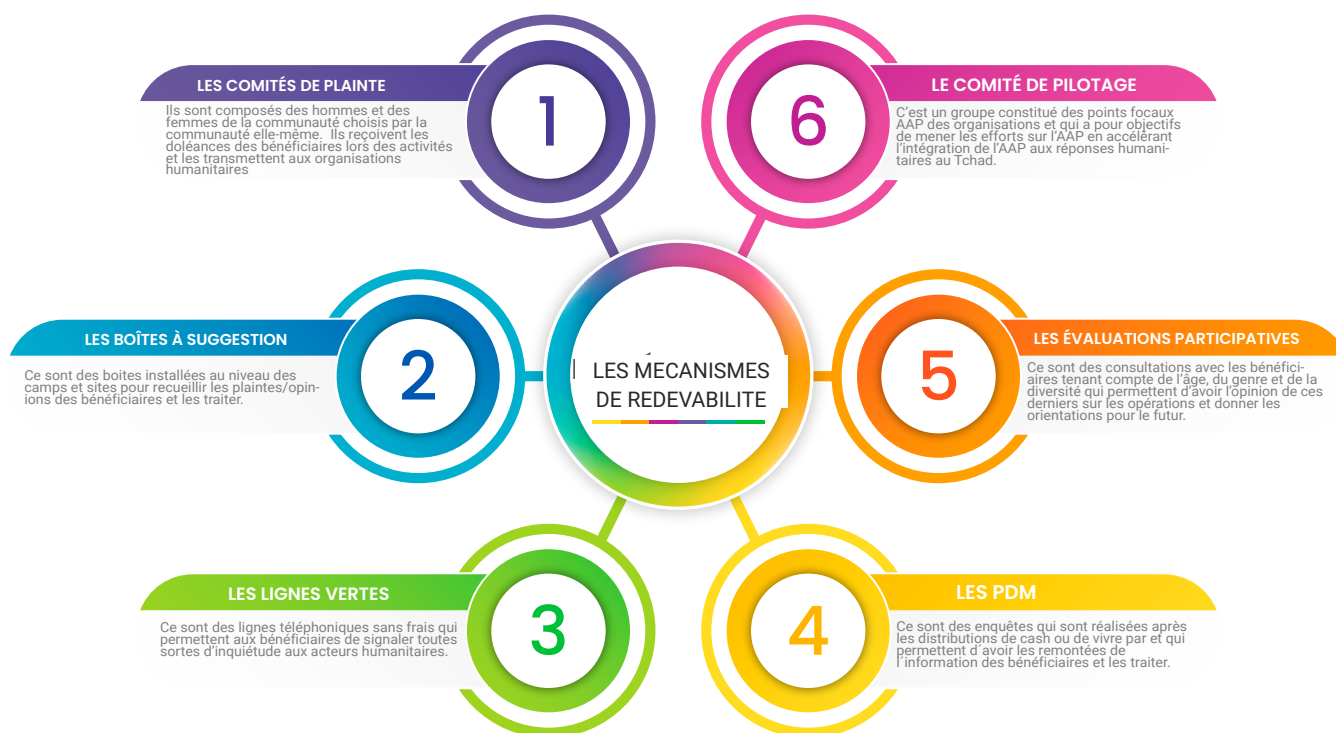 LES MÉCANISMES
DE REDEVABILITE
1
LES COMITÉS DE PLAINTE
Ils sont composés des hommes et des
femmes de la communauté choisis par la
communauté elle-même. Ils reçoivent les
doléances des bénéficiaires lors des activités
et les transmettent aux organisations
humanitaires
2
LES BOÎTES À SUGGESTION
Ce sont des boites installées au niveau des
camps et sites pour recueillir les plaintes/opin-
ions des bénéficiaires et les traiter.
3
LES LIGNES VERTES
Ce sont des lignes téléphoniques sans frais qui
permettent aux bénéficiaires de signaler toutes
sortes d'inquiétude aux acteurs humanitaires.
4
LES PDM
Ce sont des enquêtes qui sont réalisées après
les distributions de cash ou de vivre par et qui
permettent d´avoir les remontées de
l´information des bénéficiaires et les traiter.
5
LES ÉVALUATIONS PARTICIPATIVES
Ce sont des consultations avec les bénéfici-
aires tenant compte de l'âge, du genre et de la
diversité qui permettent d'avoir l'opinion de ces
derniers sur les opérations et donner les
orientations pour le futur.
6
LE COMITÉ DE PILOTAGE
C'est un groupe constitué des points focaux
AAP des organisations et qui a pour objectifs
de mener les efforts sur l'AAP en accélérant
l'intégration de l'AAP aux réponses humani-
taires au Tchad.